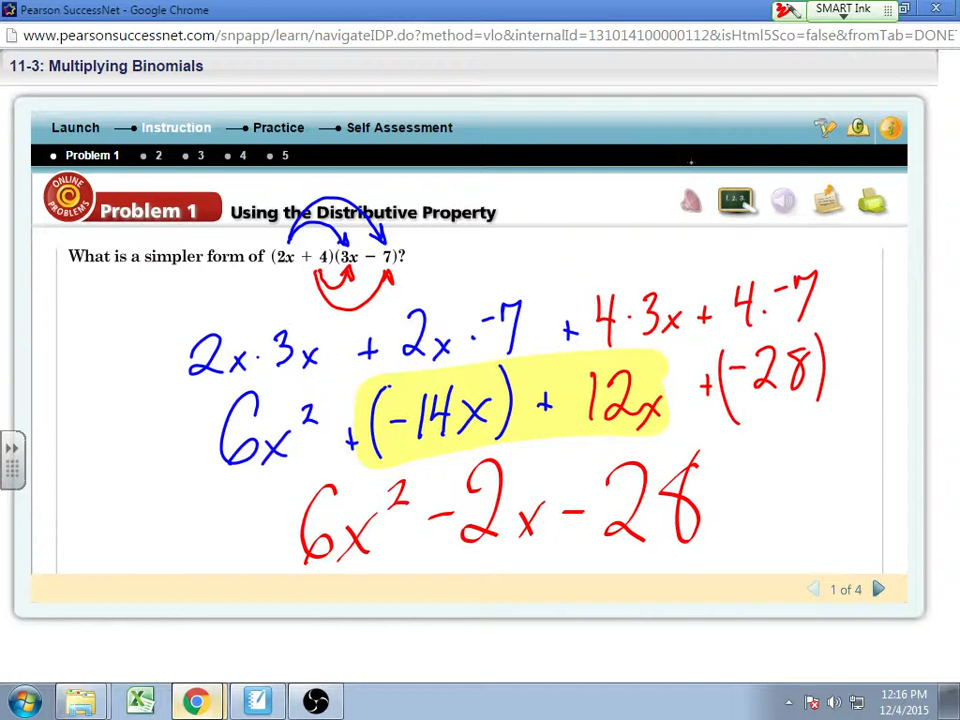 Pearson SuccessNet - Google Chrome
SMART Ink
www.pearsonsuccessnet.com/snpapp/learn/navigateIDP.do?method=vlo&internalId=131014100000112&isHtml5Sco=false&fromTab=DONE
11-3: Multiplying Binomials
Launch Instruction Practice Self Assessment
Problem 1 2 3 4 5
ONLINE PROBLEMS
Problem 1 Using the Distributive Property
1. 2. 3.
What is a simpler form of (2x + 4)(3x − 7)?
2x·3x + 2x·-7 + 4·3x + 4·-7
6x² + (-14x) + 12x + (-28)
6x² - 2x - 28
1 of 4
12:16 PM
12/4/2015